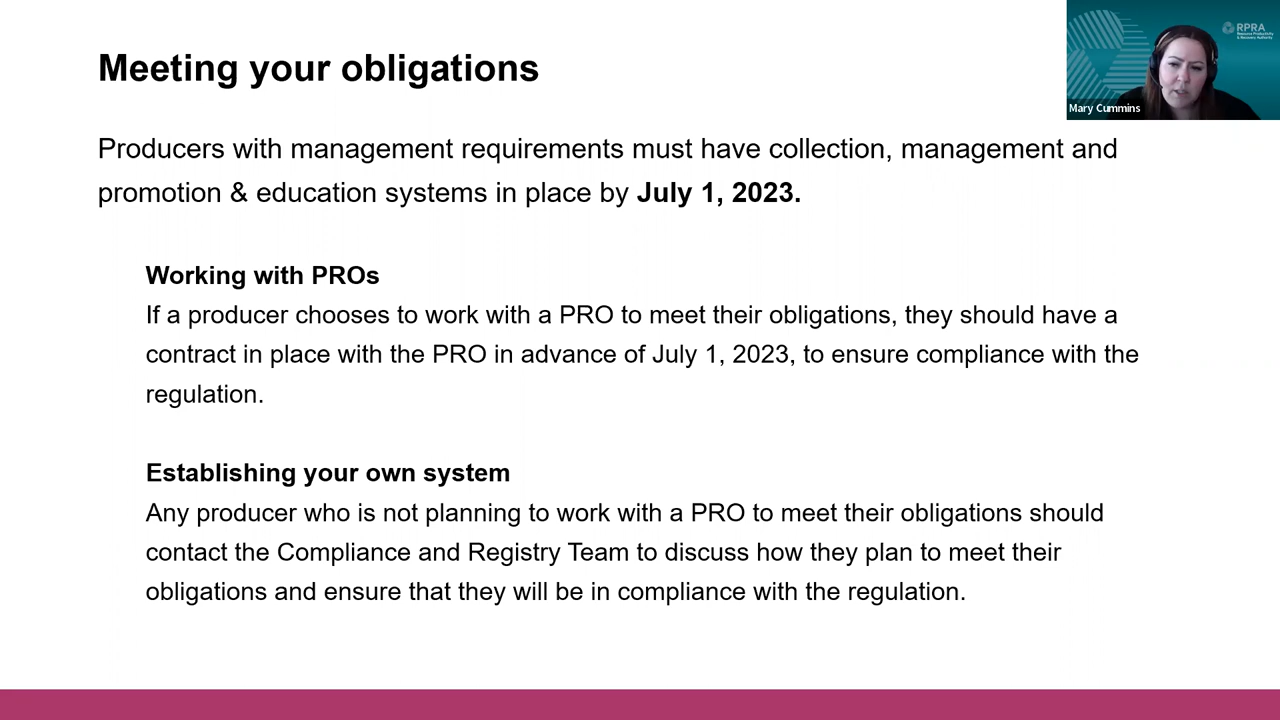 Meeting your obligations
RPRA
Resource Productivity
& Recovery Authority
Mary Cummins
Producers with management requirements must have collection, management and
promotion & education systems in place by July 1, 2023.
Working with PROs
If a producer chooses to work with a PRO to meet their obligations, they should have a
contract in place with the PRO in advance of July 1, 2023, to ensure compliance with the
regulation.
Establishing your own system
Any producer who is not planning to work with a PRO to meet their obligations should
contact the Compliance and Registry Team to discuss how they plan to meet their
obligations and ensure that they will be in compliance with the regulation.